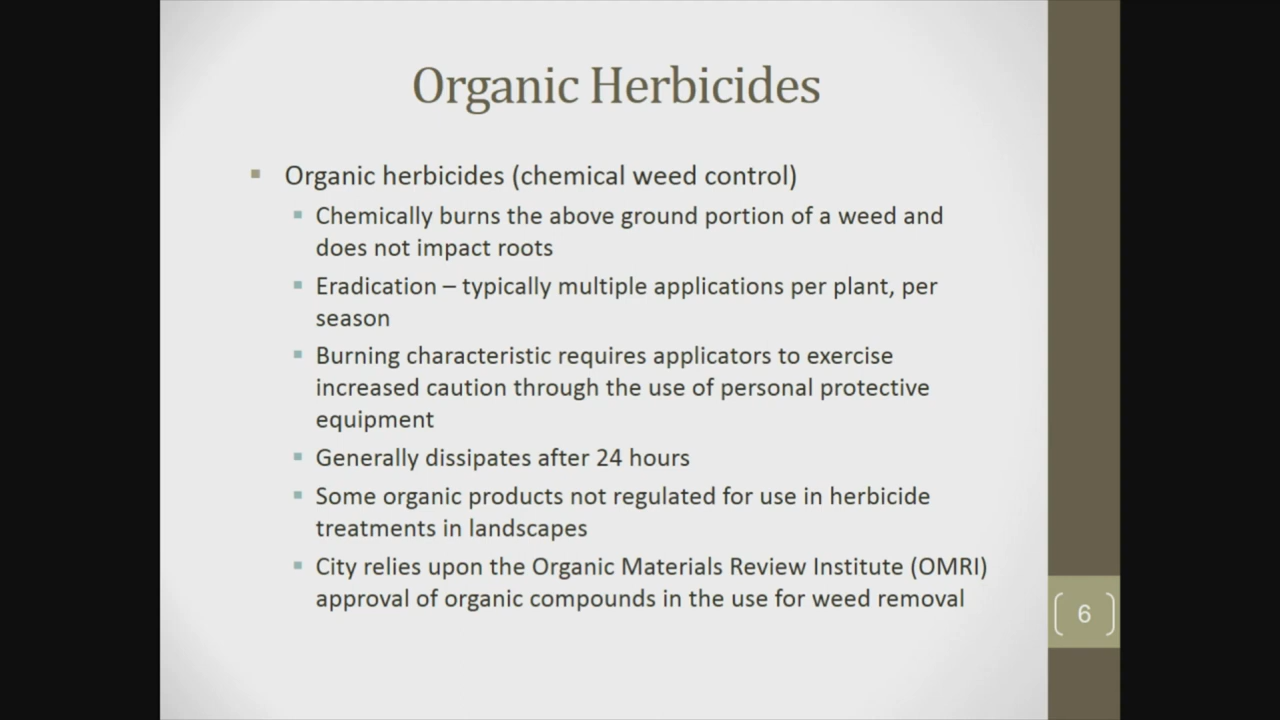 Organic Herbicides
Organic herbicides (chemical weed control)
Chemically burns the above ground portion of a weed and
does not impact roots
Eradication – typically multiple applications per plant, per
season
Burning characteristic requires applicators to exercise
increased caution through the use of personal protective
equipment
Generally dissipates after 24 hours
Some organic products not regulated for use in herbicide
treatments in landscapes
City relies upon the Organic Materials Review Institute (OMRI)
approval of organic compounds in the use for weed removal
6